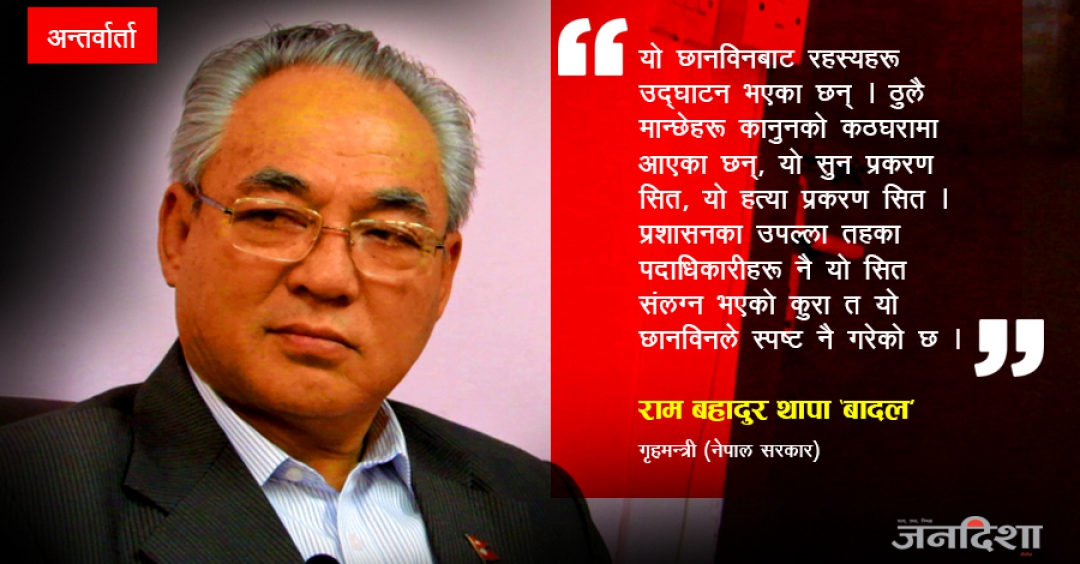 अन्तर्वार्ता
यो छानविनबाट रहस्यहरू
उद्घाटन भएका छन् । ठुलै
मान्छेहरू कानुनको कठघरामा
आएका छन्, यो सुन प्रकरण
सित, यो हत्या प्रकरण सित ।
प्रशासनका उपल्ला तहका
पदाधिकारीहरू नै यो सित
संलग्न भएको कुरा त यो
छानविनले स्पष्ट नै गरेको छ ।
राम बहादुर थापा 'बादल'
गृहमन्त्री (नेपाल सरकार)
जनदिशा